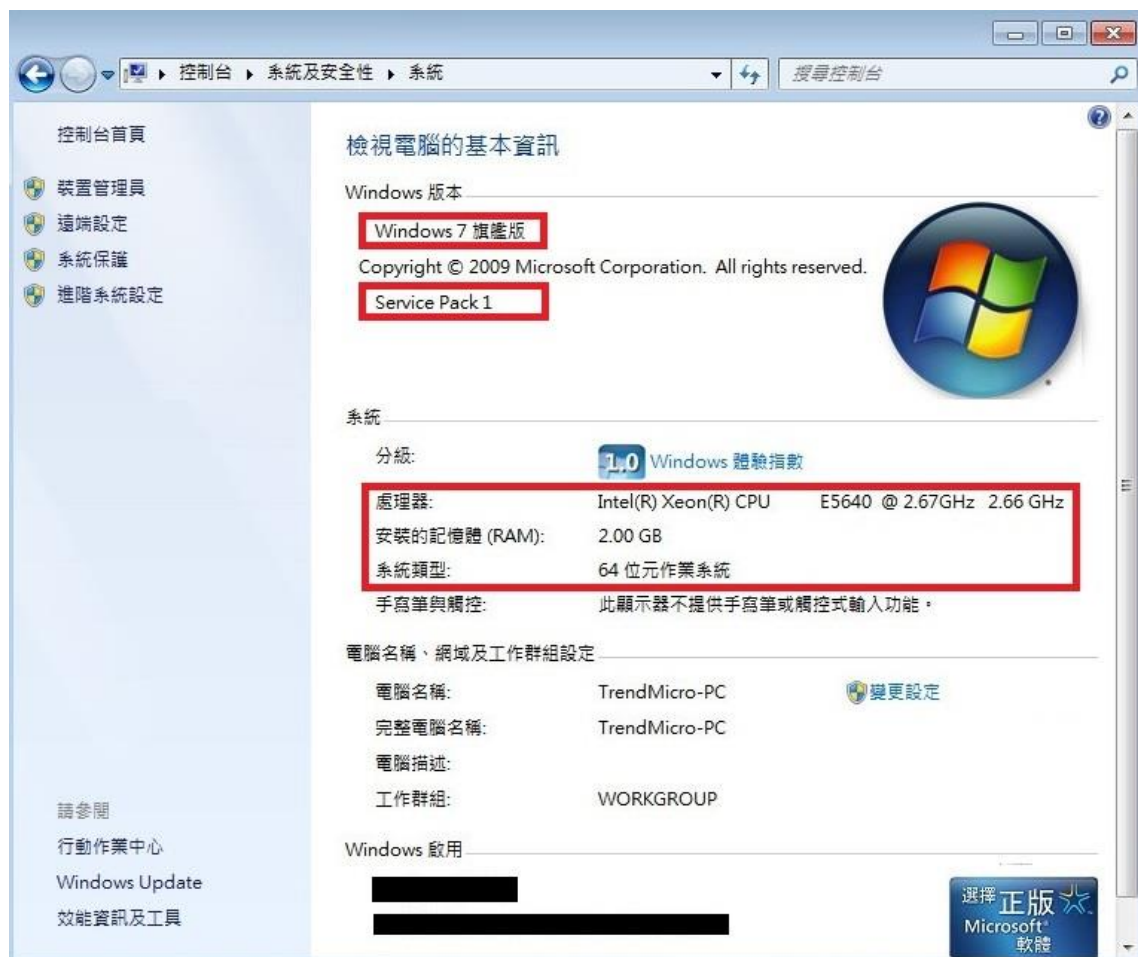 控制台 ▸ 系統及安全性 ▸ 系統
搜尋控制台
控制台首頁
裝置管理員
遠端設定
系統保護
進階系統設定
檢視電腦的基本資訊
Windows 版本
Windows 7 旗艦版
Copyright © 2009 Microsoft Corporation. All rights reserved.
Service Pack 1
系統
分級: 1.0 Windows 體驗指數
處理器: Intel(R) Xeon(R) CPU E5640 @ 2.67GHz 2.66 GHz
安裝的記憶體 (RAM): 2.00 GB
系統類型: 64 位元作業系統
手寫筆與觸控: 此顯示器不提供手寫筆或觸控式輸入功能。
電腦名稱、網域及工作群組設定
電腦名稱: TrendMicro-PC 變更設定
完整電腦名稱: TrendMicro-PC
電腦描述:
工作群組: WORKGROUP
Windows 啟用
請參閱
行動作業中心
Windows Update
效能資訊及工具
選擇正版
Microsoft
軟體